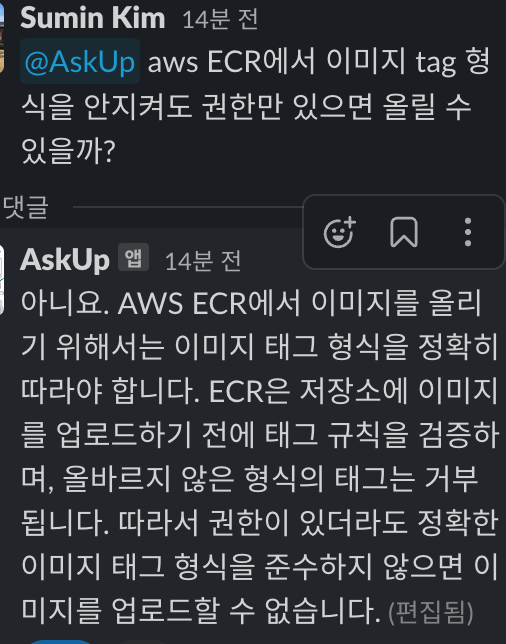 Sumin Kim 14분 전
@AskUp aws ECR에서 이미지 tag 형
식을 안지켜도 권한만 있으면 올릴 수
있을까?
댓글
AskUp 앱 14분 전
아니요. AWS ECR에서 이미지를 올리
기 위해서는 이미지 태그 형식을 정확히
따라야 합니다. ECR은 저장소에 이미지
를 업로드하기 전에 태그 규칙을 검증하
며, 올바르지 않은 형식의 태그는 거부
됩니다. 따라서 권한이 있더라도 정확한
이미지 태그 형식을 준수하지 않으면 이
미지를 업로드할 수 없습니다. (편집됨)